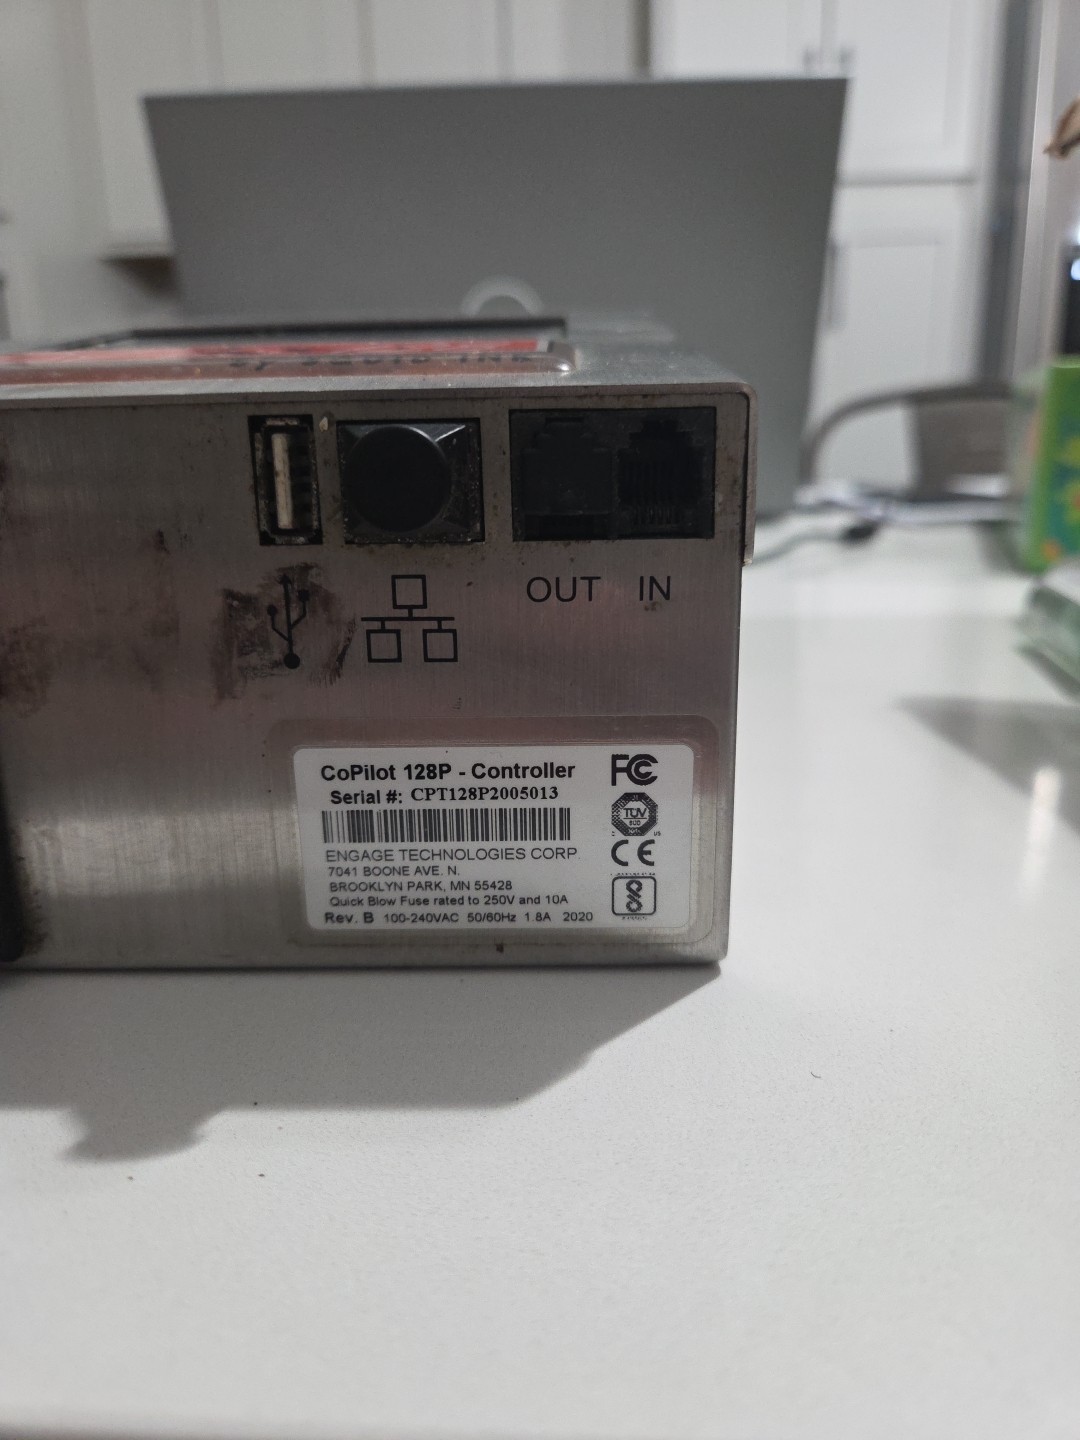 OUT IN
CoPilot 128P - Controller
Serial #: CPT128P2005013
ENGAGE TECHNOLOGIES CORP.
7041 BOONE AVE. N.
BROOKLYN PARK, MN 55428
Quick Blow Fuse rated to 250V and 10A
Rev. B 100-240VAC 50/60Hz 1.8A 2020
FC
TUV
CE